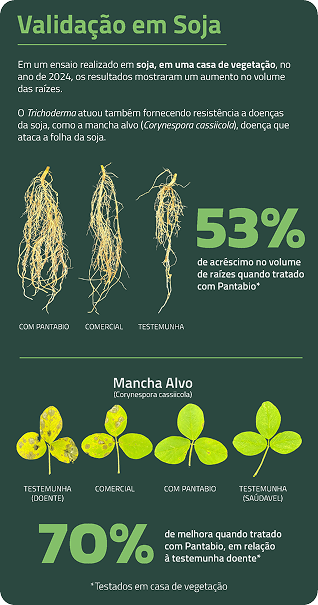 Validação em Soja
Em um ensaio realizado em soja, em uma casa de vegetação, no
ano de 2024, os resultados mostraram um aumento no volume
das raízes.
O Trichoderma atuou também fornecendo resistência a doenças
da soja, como a mancha alvo (Corynespora cassiicola), doença que
ataca a folha da soja.
53%
de acréscimo no volume
de raízes quando tratado
com Pantabio*
COM PANTABIO
COMERCIAL
TESTEMUNHA
Mancha Alvo
(Corynespora cassiicola)
TESTEMUNHA
(DOENTE)
COMERCIAL
COM PANTABIO
TESTEMUNHA
(SAUDÁVEL)
70%
de melhora quando tratado
com Pantabio, em relação
à testemunha doente*
*Testados em casa de vegetação